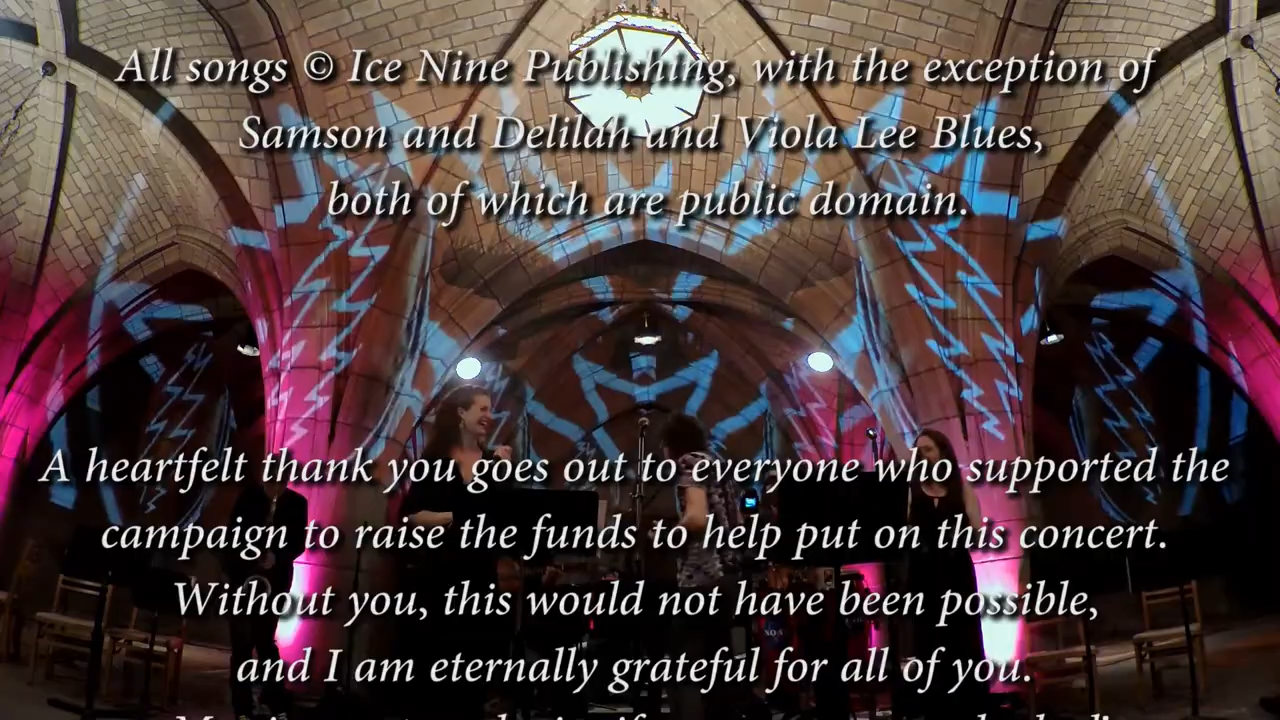 All songs © Ice Nine Publishing, with the exception of
Samson and Delilah and Viola Lee Blues,
both of which are public domain.
A heartfelt thank you goes out to everyone who supported the
campaign to raise the funds to help put on this concert.
Without you, this would not have been possible,
and I am eternally grateful for all of you.